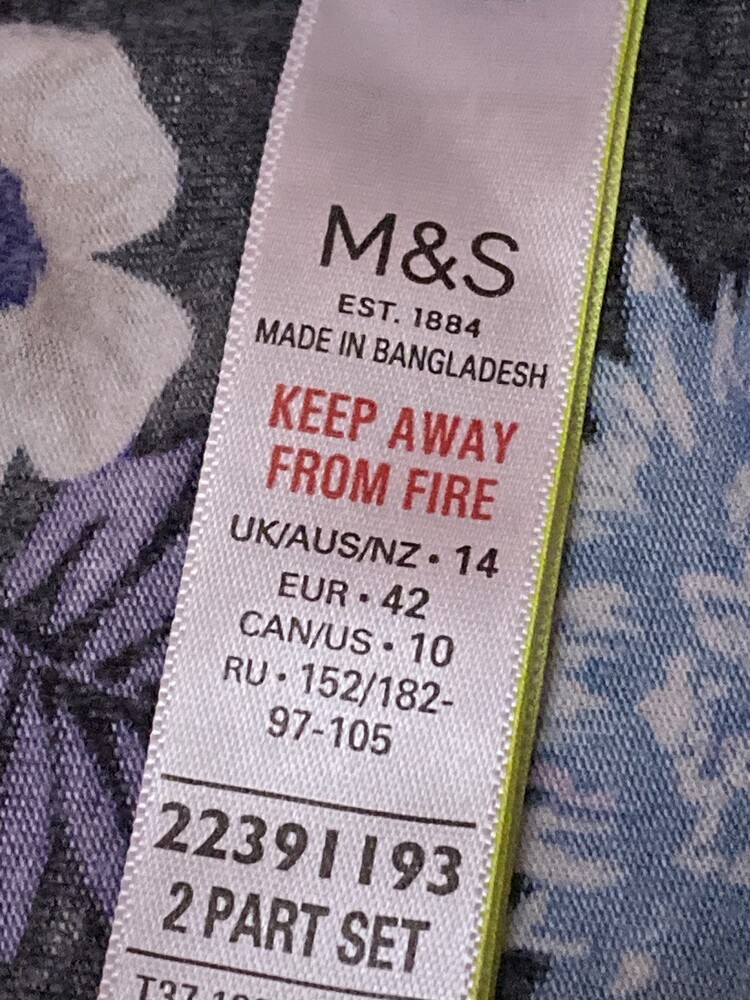 M&S
EST. 1884
MADE IN BANGLADESH
KEEP AWAY
FROM FIRE
UK/AUS/NZ • 14
EUR • 42
CAN/US • 10
RU • 152/182-
97-105
22391193
2 PART SET